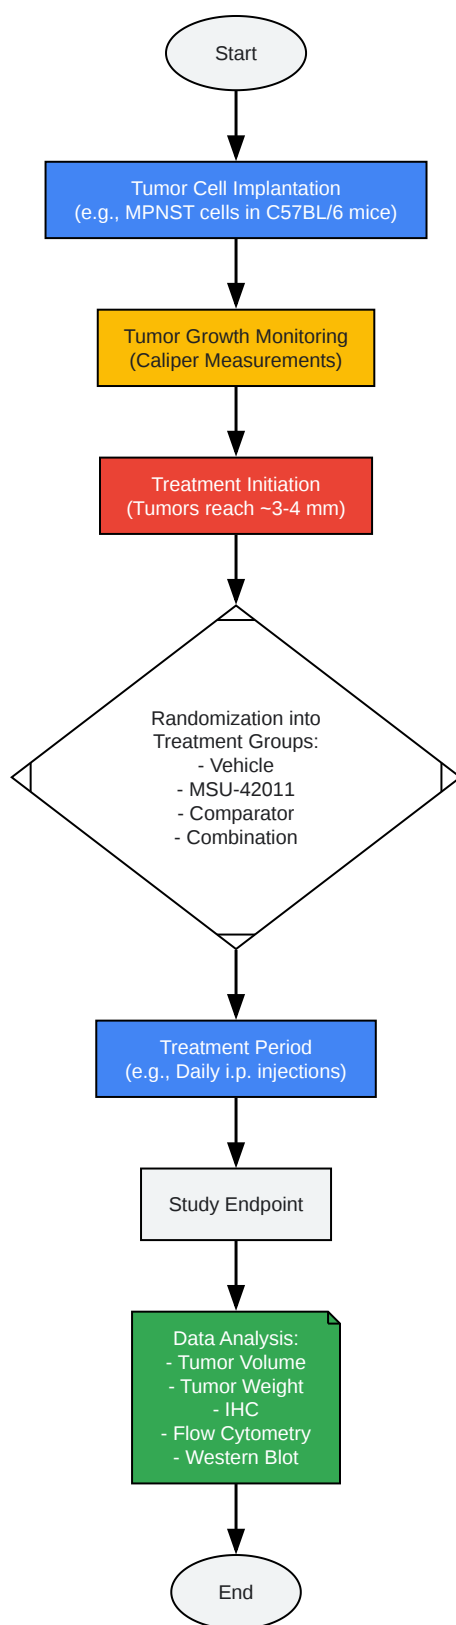 Start
Tumor Cell Implantation
(e.g., MPNST cells in C57BL/6 mice)
Tumor Growth Monitoring
(Caliper Measurements)
Treatment Initiation
(Tumors reach ~3-4 mm)
Randomization into
Treatment Groups:
- Vehicle
- MSU-42011
- Comparator
- Combination
Treatment Period
(e.g., Daily i.p. injections)
Study Endpoint
Data Analysis:
- Tumor Volume
- Tumor Weight
- IHC
- Flow Cytometry
- Western Blot
End